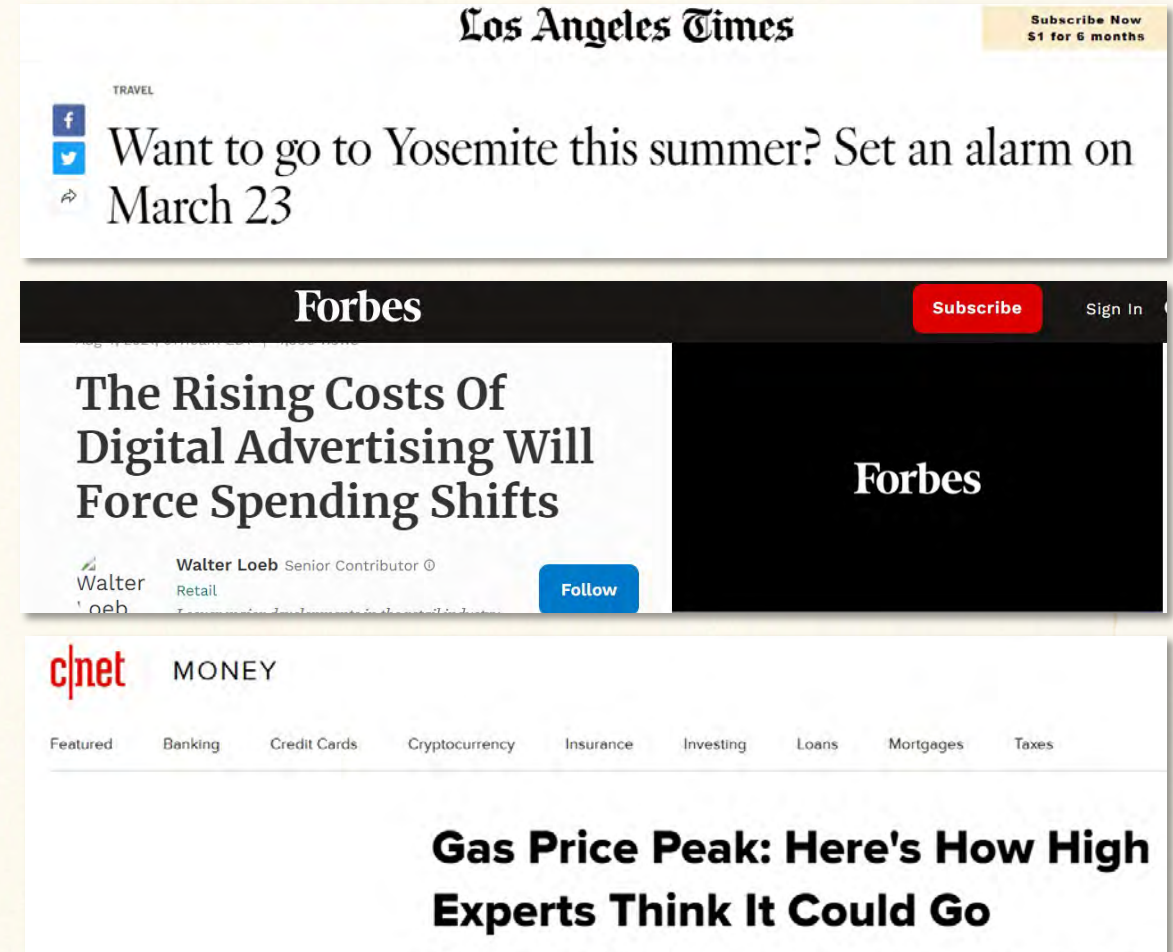 Los Angeles Times
Subscribe Now
$1 for 6 months
TRAVEL
Want to go to Yosemite this summer? Set an alarm on
March 23
Forbes
Subscribe
Sign In
The Rising Costs Of
Digital Advertising Will
Force Spending Shifts
Forbes
Walter Loeb Senior Contributor
Walter
Loeb
Retail
Follow
c|net MONEY
Featured Banking Credit Cards Cryptocurrency Insurance Investing Loans Mortgages Taxes
Gas Price Peak: Here's How High
Experts Think It Could Go